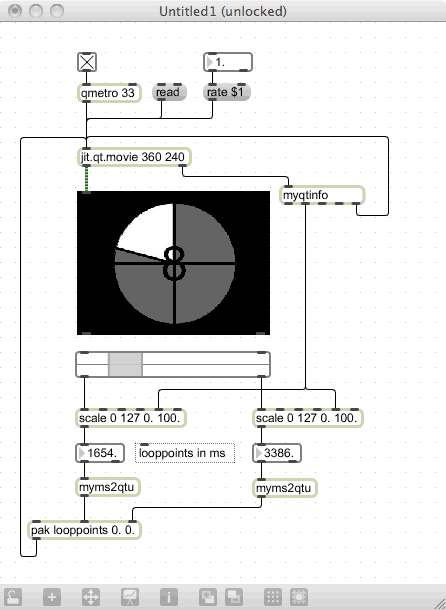 Untitled1 (unlocked)
1.
qmetro 33
read
rate $1
jit.qt.movie 360 240
myqtinfo
8
scale 0 127 0. 100.
scale 0 127 0. 100.
1654.
looppoints in ms
3386.
myms2qtu
myms2qtu
pak looppoints 0. 0.